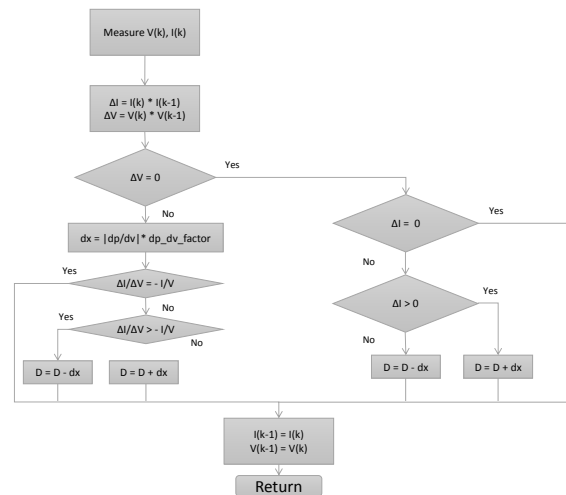 Measure V(k), I(k)
ΔI = I(k) * I(k-1)
ΔV = V(k) * V(k-1)
ΔV = 0
Yes
No
dx = |dp/dv|* dp_dv_factor
ΔI = 0
Yes
No
Yes
ΔI/ΔV = - I/V
No
ΔI > 0
Yes
No
Yes
ΔI/ΔV > - I/V
No
D = D - dx
D = D + dx
D = D - dx
D = D + dx
I(k-1) = I(k)
V(k-1) = V(k)
Return